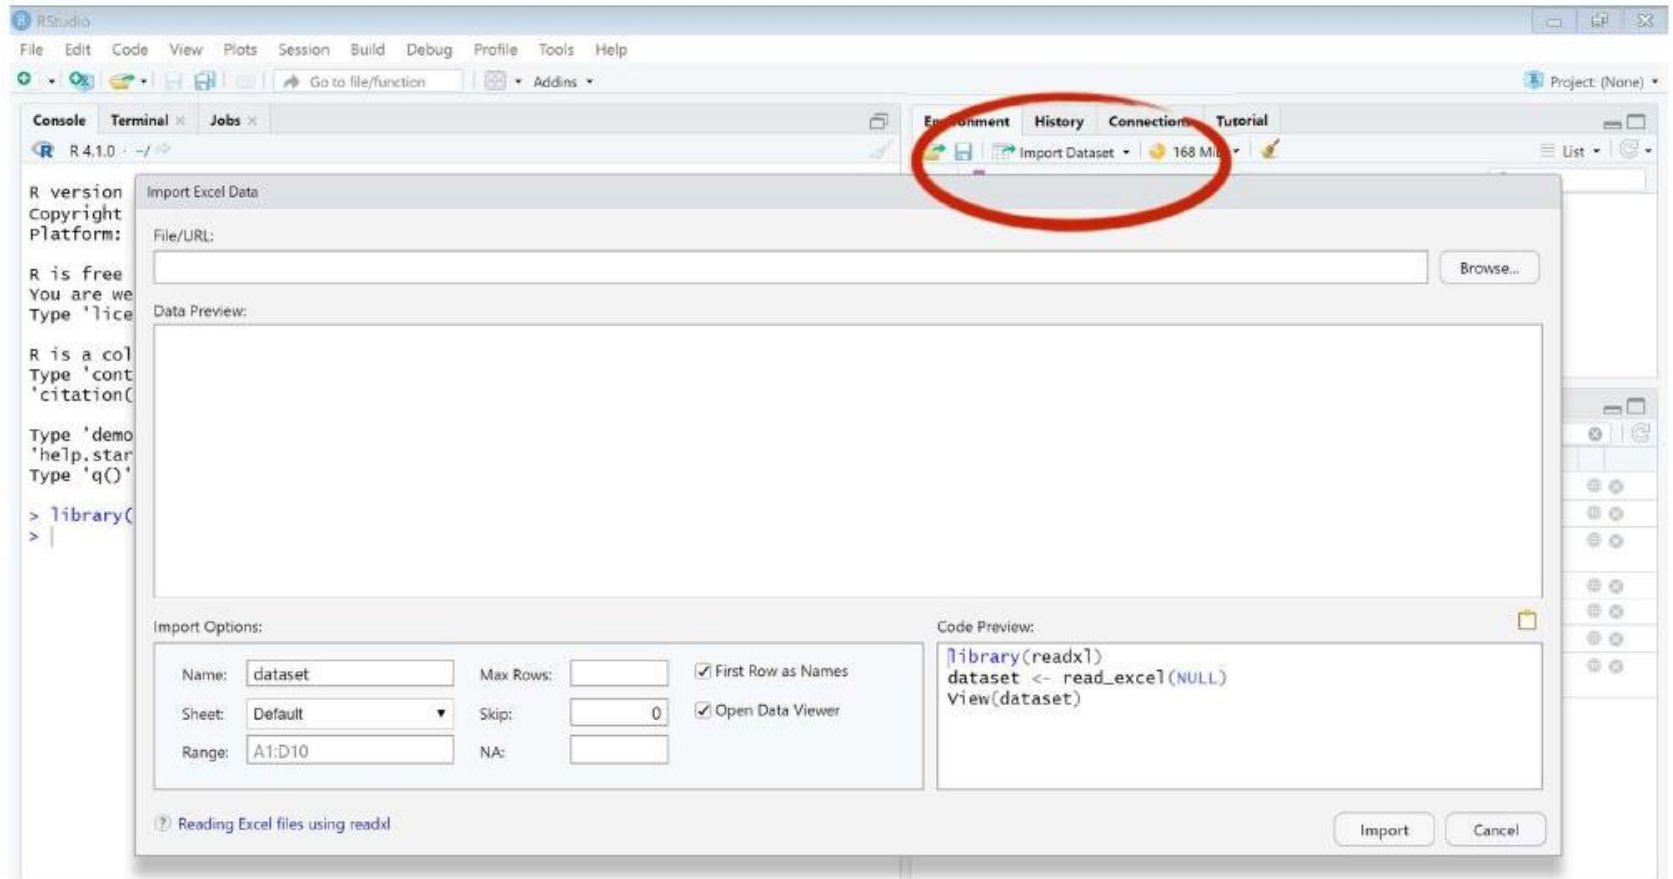 RStudio
File Edit Code View Plots Session Build Debug Profile Tools Help
Go to file/function Addins Project: (None)
Console Terminal Jobs
R 4.1.0 · ~/
Environment History Connections Tutorial
Import Dataset 168 Mi List
R version
Copyright
Platform:
R is free
You are we
Type 'lice
R is a col
Type 'cont
'citation(
Type 'demo
'help.star
Type 'q()'
> library(
>
Import Excel Data
File/URL:
Browse...
Data Preview:
Import Options:
Name: dataset Max Rows: First Row as Names
Sheet: Default Skip: 0 Open Data Viewer
Range: A1:D10 NA:
Code Preview:
library(readxl)
dataset <- read_excel(NULL)
View(dataset)
? Reading Excel files using readxl
Import Cancel